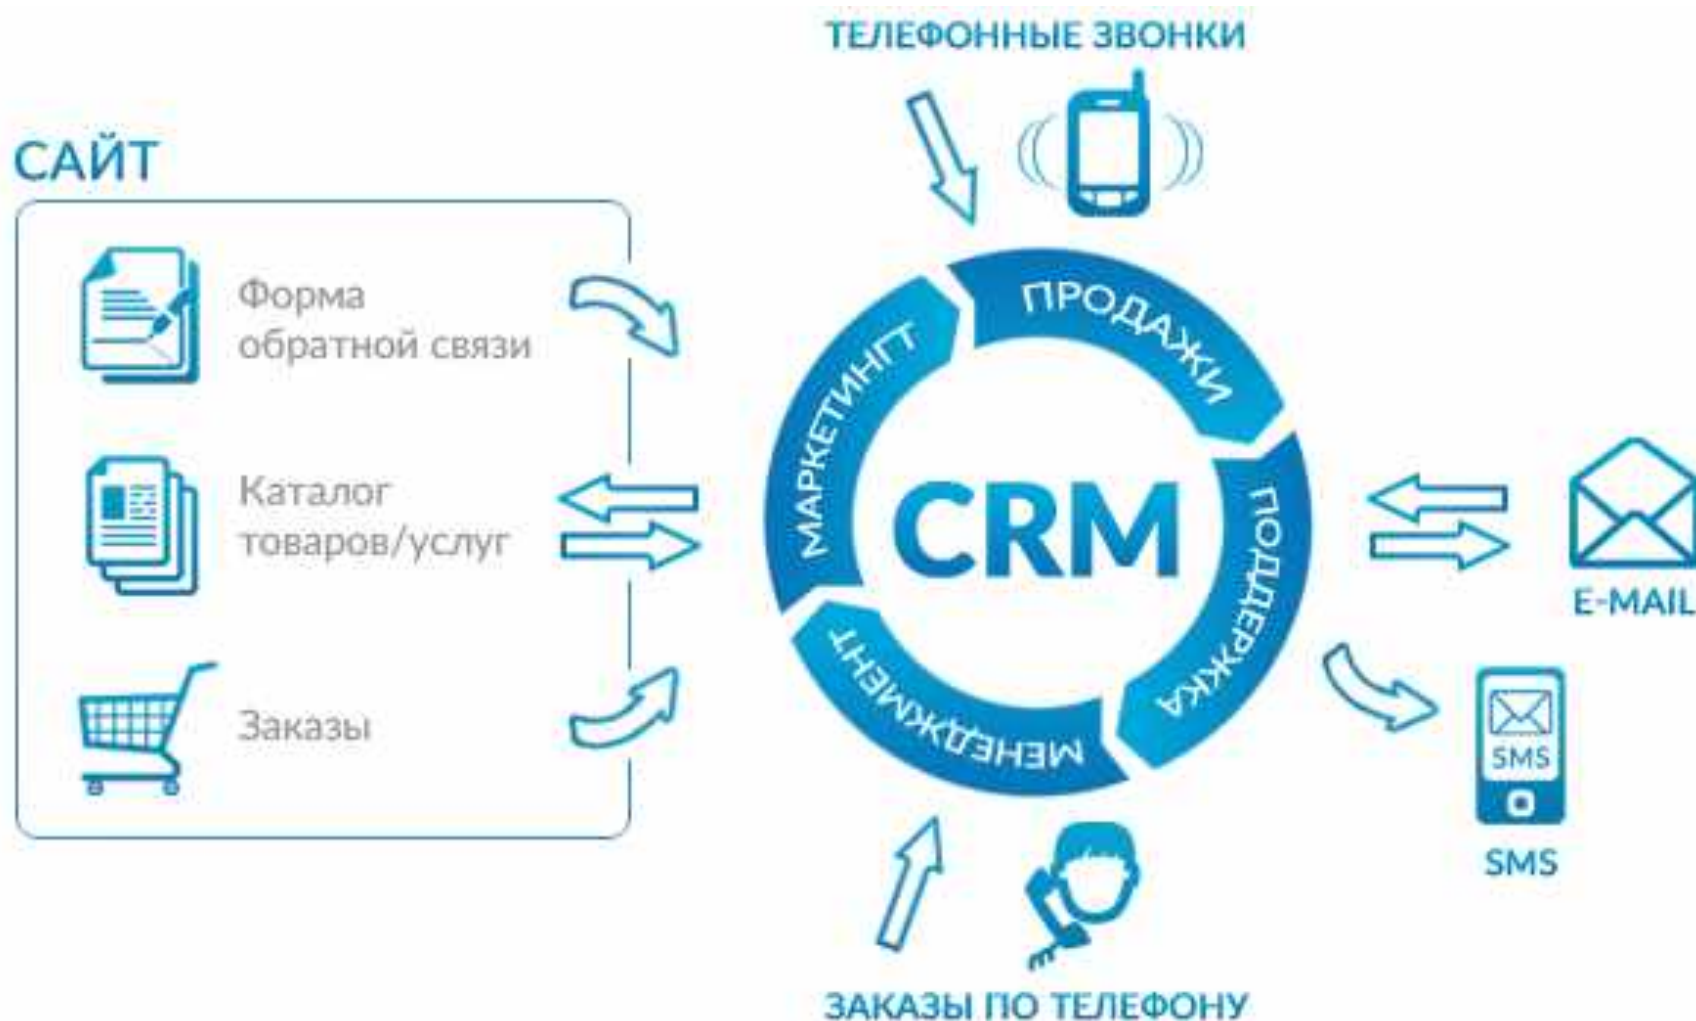 ТЕЛЕФОННЫЕ ЗВОНКИ
САЙТ
Форма
обратной связи
Каталог
товаров/услуг
Заказы
МАРКЕТИНГТ
ПРОДАЖИ
ПОДДЕРЖКА
МЕНЕДЖМЕНТ
CRM
E-MAIL
SMS
SMS
ЗАКАЗЫ ПО ТЕЛЕФОНУ